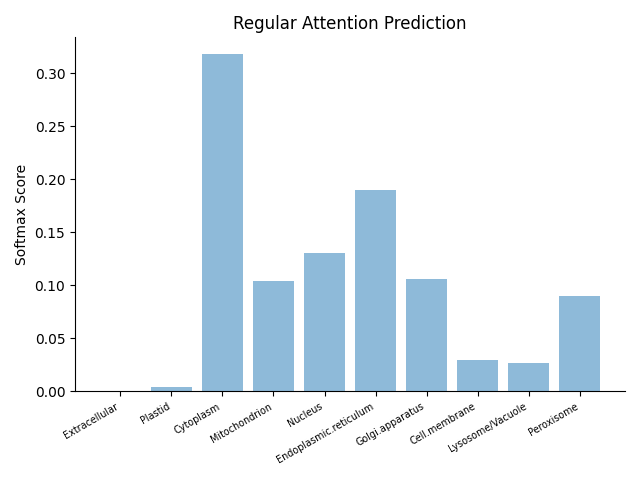 Regular Attention Prediction
Softmax Score
0.30
0.25
0.20
0.15
0.10
0.05
0.00
Extracellular
Plastid
Cytoplasm
Mitochondrion
Nucleus
Endoplasmic.reticulum
Golgi.apparatus
Cell.membrane
Lysosome/Vacuole
Peroxisome